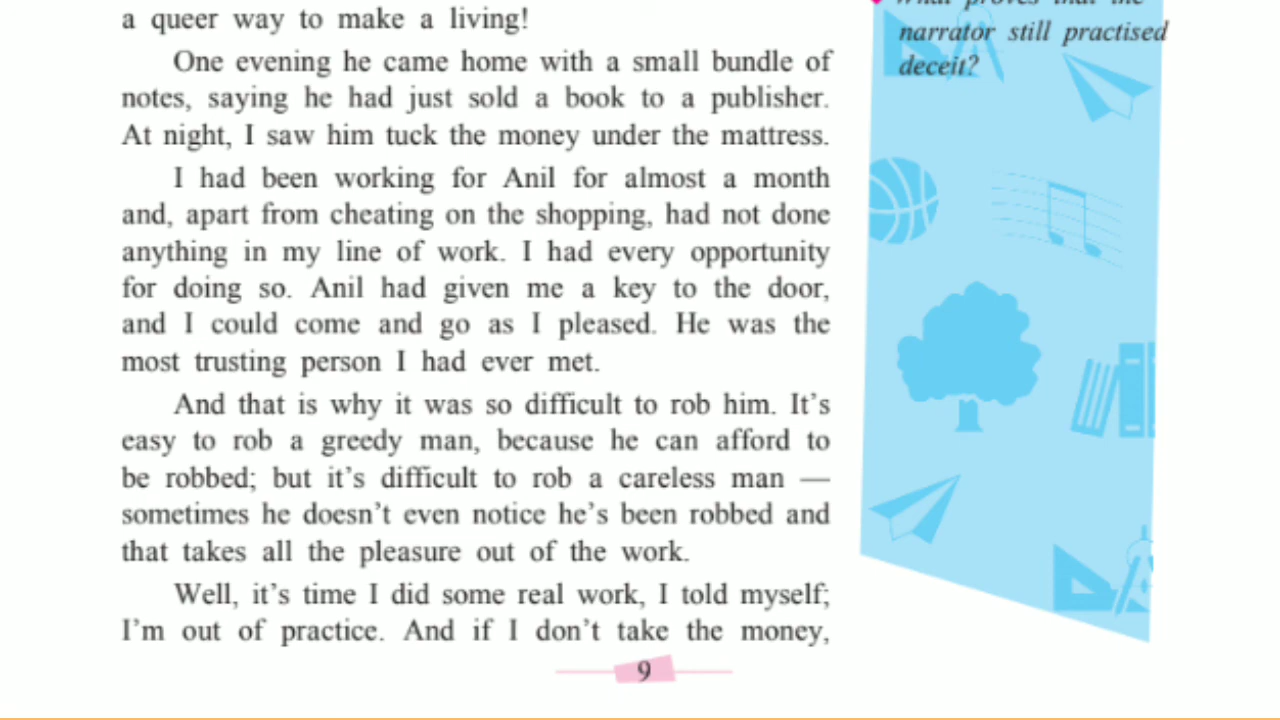 a queer way to make a living!
One evening he came home with a small bundle of
notes, saying he had just sold a book to a publisher.
At night, I saw him tuck the money under the mattress.
I had been working for Anil for almost a month
and, apart from cheating on the shopping, had not done
anything in my line of work. I had every opportunity
for doing so. Anil had given me a key to the door,
and I could come and go as I pleased. He was the
most trusting person I had ever met.
And that is why it was so difficult to rob him. It’s
easy to rob a greedy man, because he can afford to
be robbed; but it’s difficult to rob a careless man —
sometimes he doesn’t even notice he’s been robbed and
that takes all the pleasure out of the work.
Well, it’s time I did some real work, I told myself;
I’m out of practice. And if I don’t take the money,
9
What proves that the
narrator still practised
deceit?